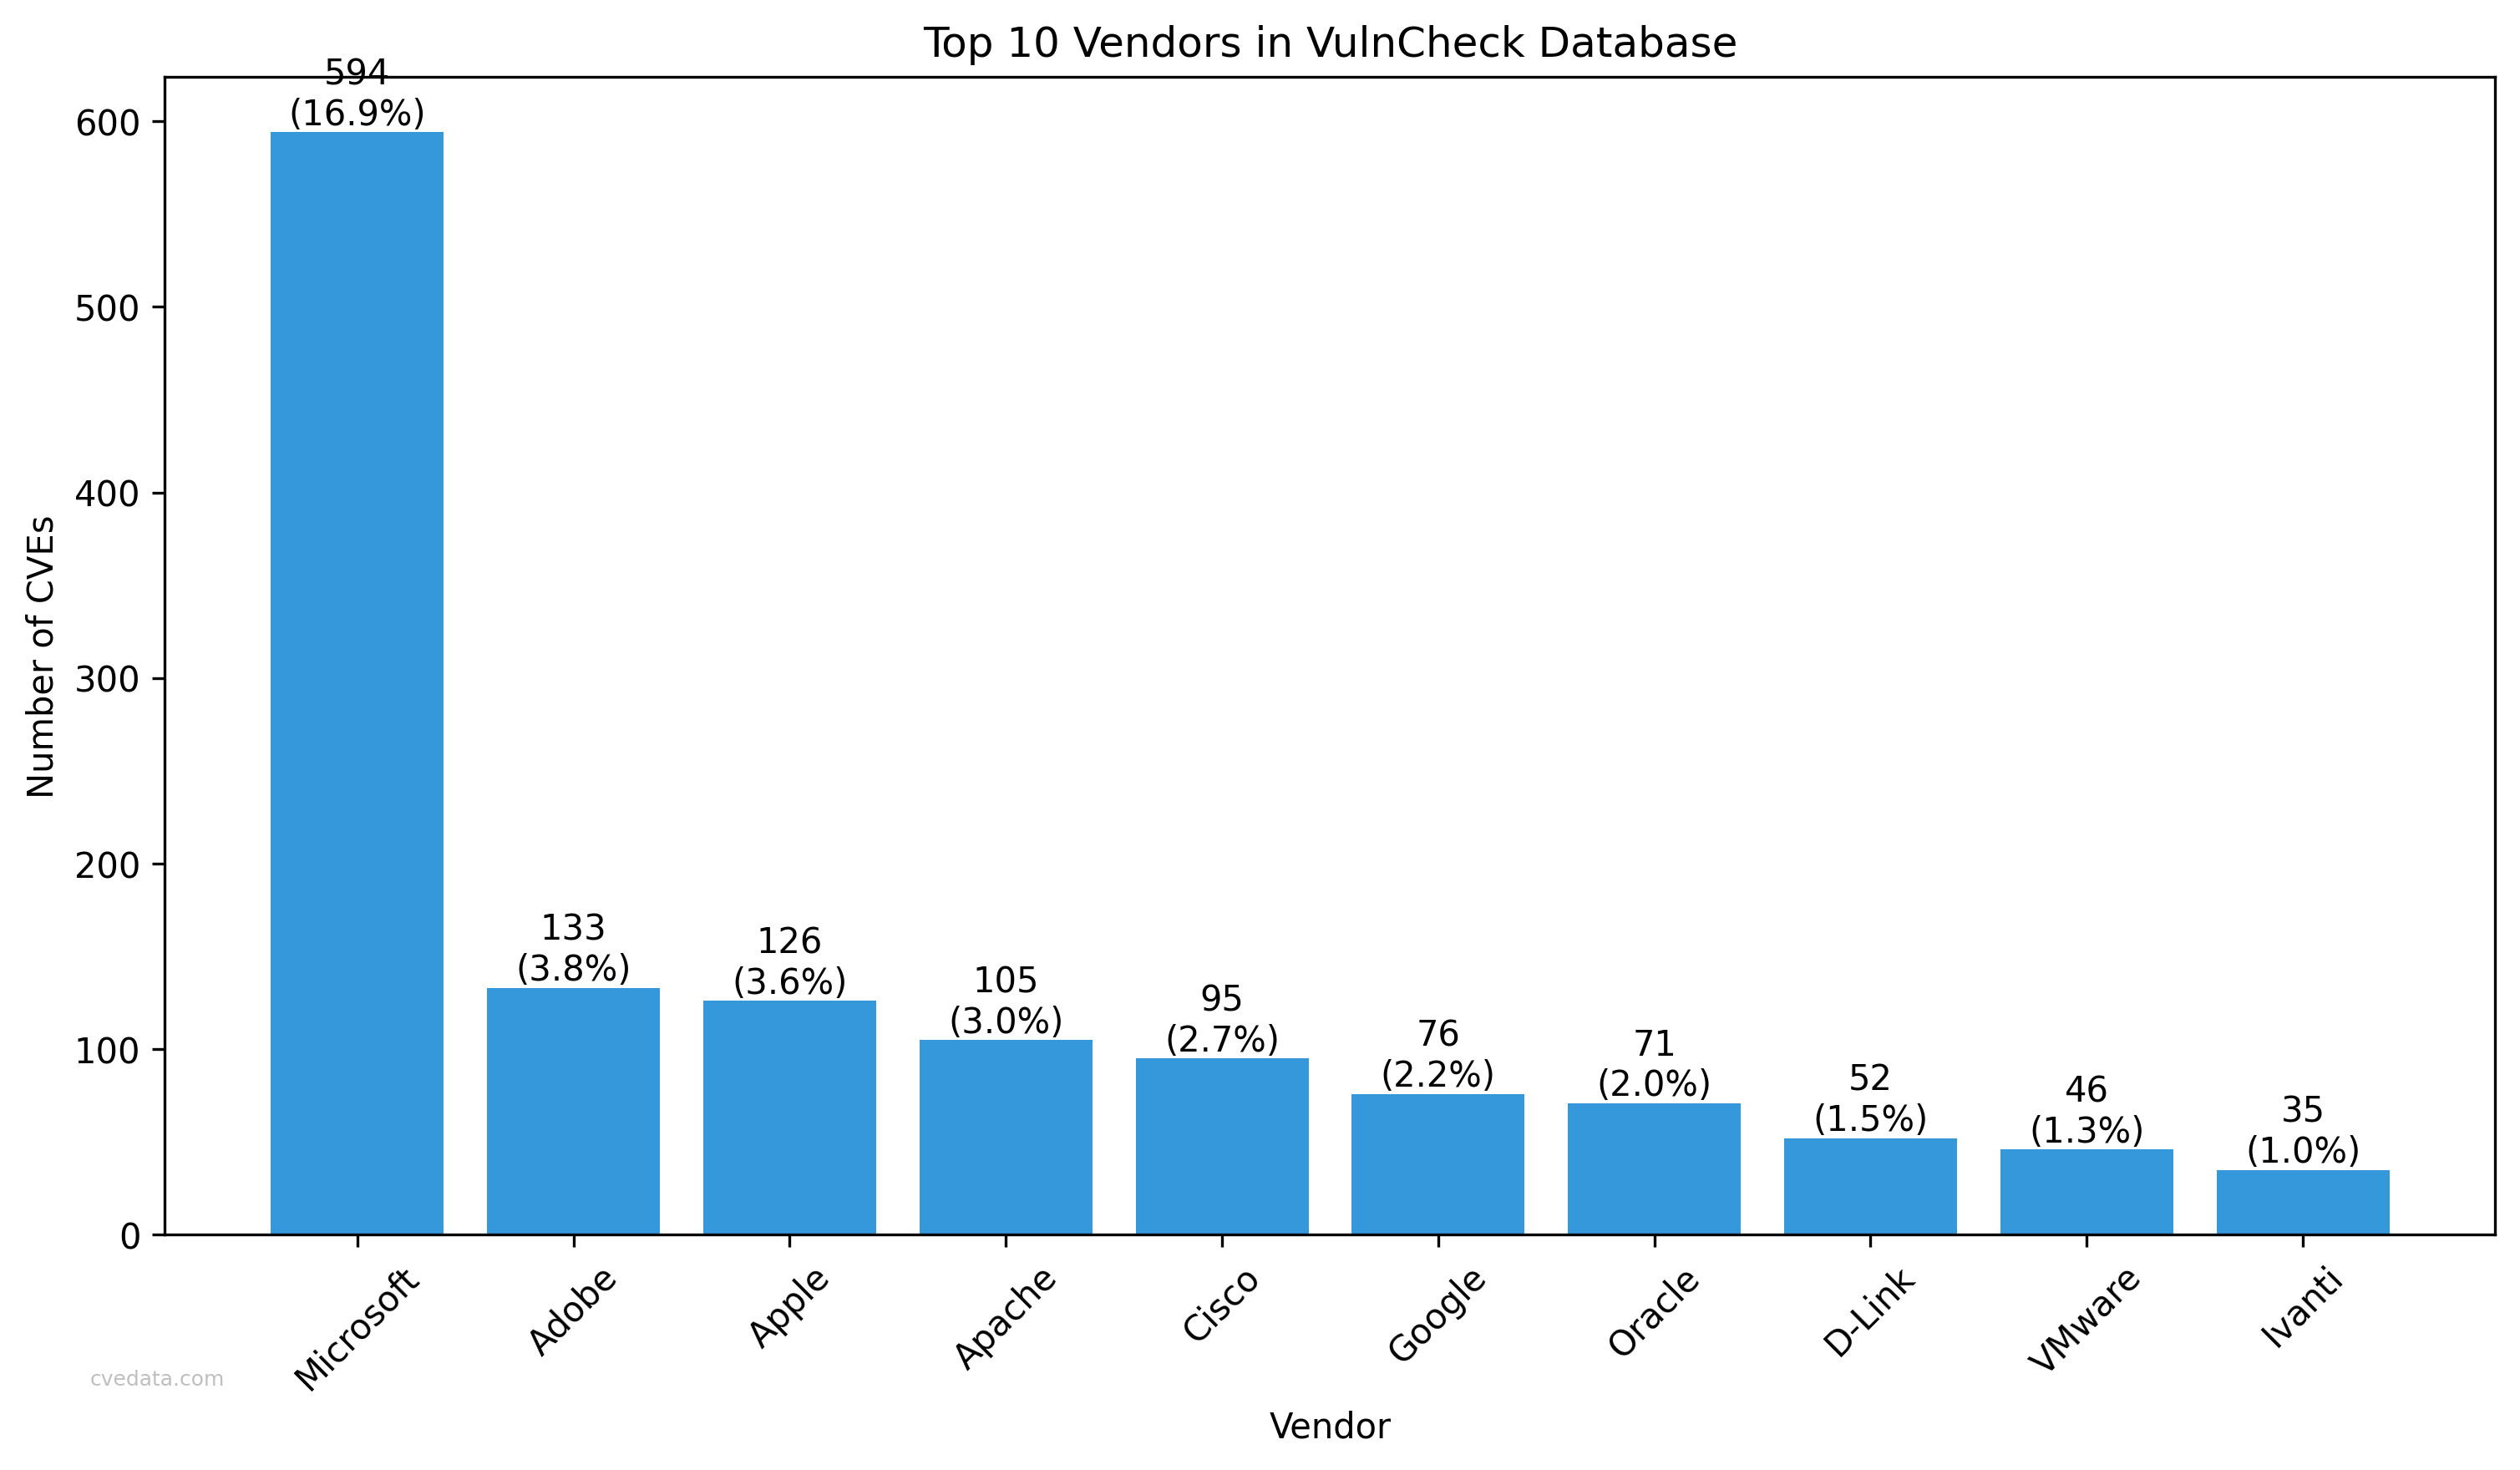 Top 10 Vendors in VulnCheck Database
594
(16.9%)
133
(3.8%)
126
(3.6%)
105
(3.0%)
95
(2.7%)
76
(2.2%)
71
(2.0%)
52
(1.5%)
46
(1.3%)
35
(1.0%)
600
500
400
300
200
100
0
Number of CVEs
Microsoft
Adobe
Apple
Apache
Cisco
Google
Oracle
D-Link
VMware
Ivanti
Vendor
cvedata.com